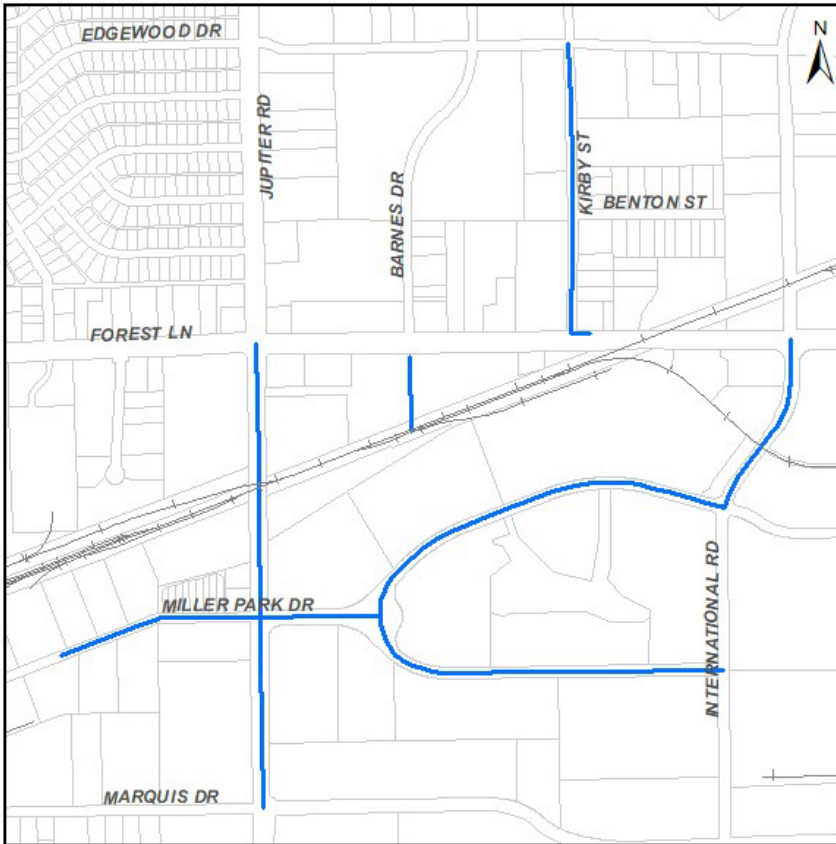 EDGEWOOD DR
N
JUPITER RD
BARNES DR
KIRBY ST
BENTON ST
FOREST LN
MILLER PARK DR
INTERNATIONAL RD
MARQUIS DR